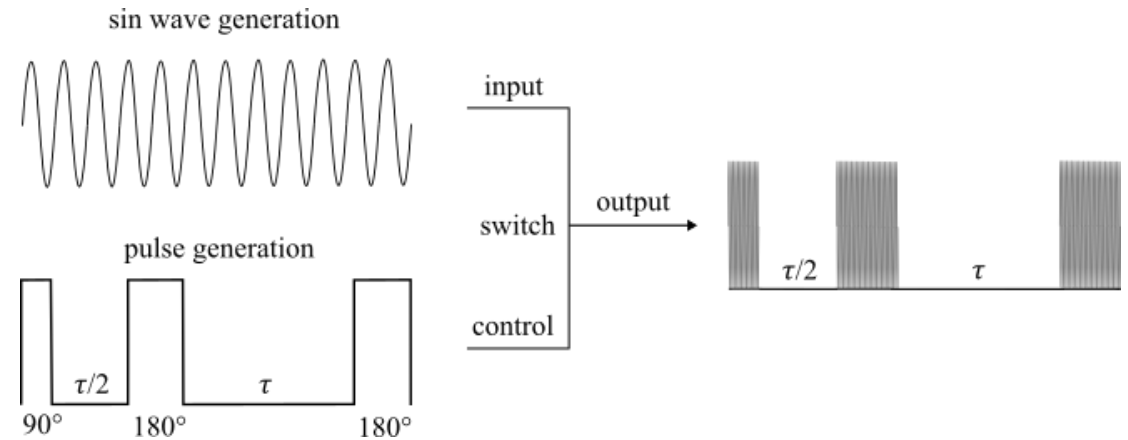 sin wave generation
input
switch
output
pulse generation
control
τ/2
τ
90°
180°
180°
τ/2
τ